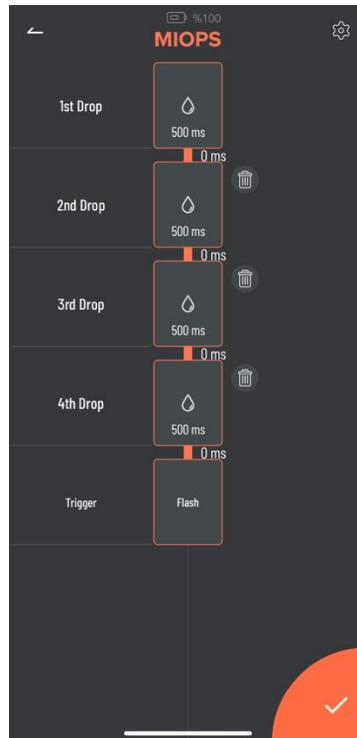 %100
MIOPS
1st Drop
500 ms
0 ms
2nd Drop
500 ms
0 ms
3rd Drop
500 ms
0 ms
4th Drop
500 ms
0 ms
Trigger
Flash